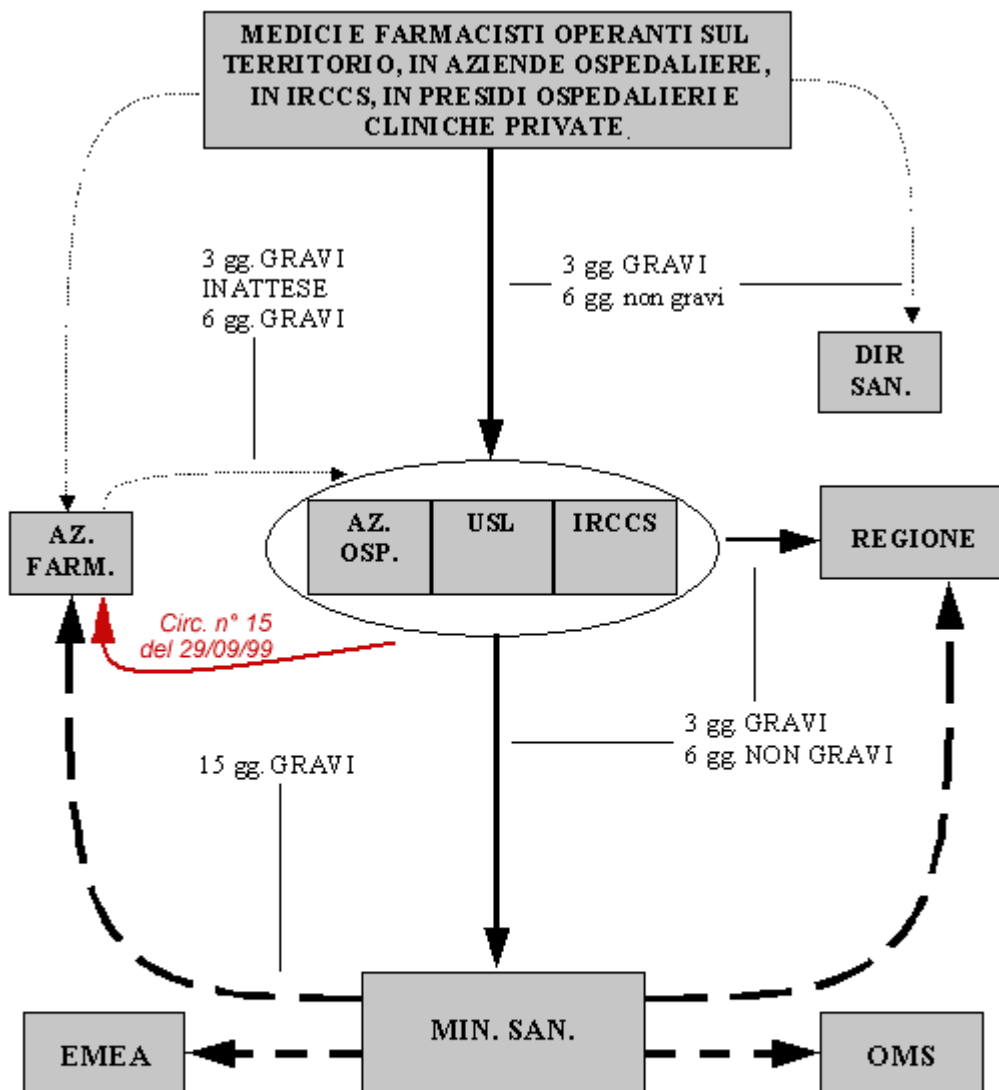 MEDICI E FARMACISTI OPERANTI SUL
TERRITORIO, IN AZIENDE OSPEDALIERE,
IN IRCCS, IN PRESIDI OSPEDALIERI E
CLINICHE PRIVATE.
3 gg. GRAVI
INATTESE
6 gg. GRAVI
3 gg. GRAVI
6 gg. non gravi
DIR
SAN.
AZ.
FARM.
AZ.
OSP.
USL
IRCCS
REGIONE
Circ. n° 15
del 29/09/99
3 gg. GRAVI
6 gg. NON GRAVI
15 gg. GRAVI
MIN. SAN.
EMEA
OMS